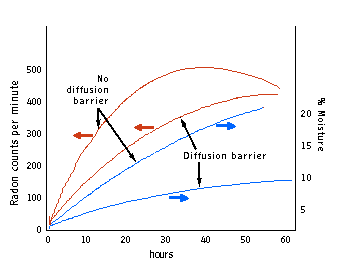 No
diffusion
barrier
Diffusion barrier
Radon counts per minute
500
400
300
200
100
0
% Moisture
20
15
10
5
0
10
20
30
40
50
60
hours